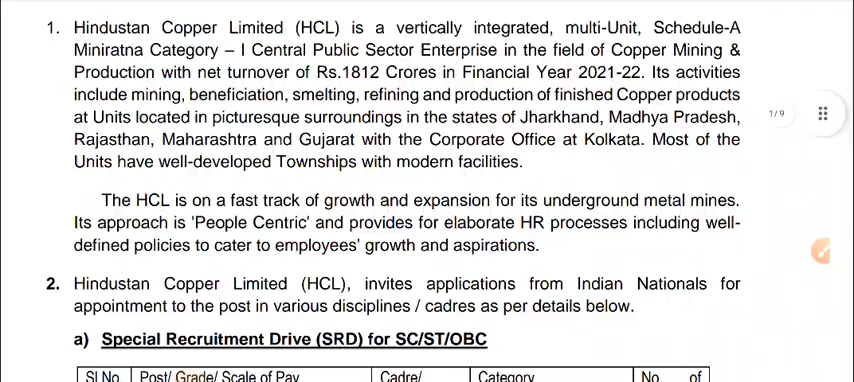 1. Hindustan Copper Limited (HCL) is a vertically integrated, multi-Unit, Schedule-A
Miniratna Category – I Central Public Sector Enterprise in the field of Copper Mining &
Production with net turnover of Rs.1812 Crores in Financial Year 2021-22. Its activities
include mining, beneficiation, smelting, refining and production of finished Copper products
at Units located in picturesque surroundings in the states of Jharkhand, Madhya Pradesh,
Rajasthan, Maharashtra and Gujarat with the Corporate Office at Kolkata. Most of the
Units have well-developed Townships with modern facilities.
1/9
The HCL is on a fast track of growth and expansion for its underground metal mines.
Its approach is 'People Centric' and provides for elaborate HR processes including well-
defined policies to cater to employees' growth and aspirations.
2. Hindustan Copper Limited (HCL), invites applications from Indian Nationals for
appointment to the post in various disciplines / cadres as per details below.
a) Special Recruitment Drive (SRD) for SC/ST/OBC
Sl.No. Post/ Grade/ Scale of Pay Cadre/ Category No. of